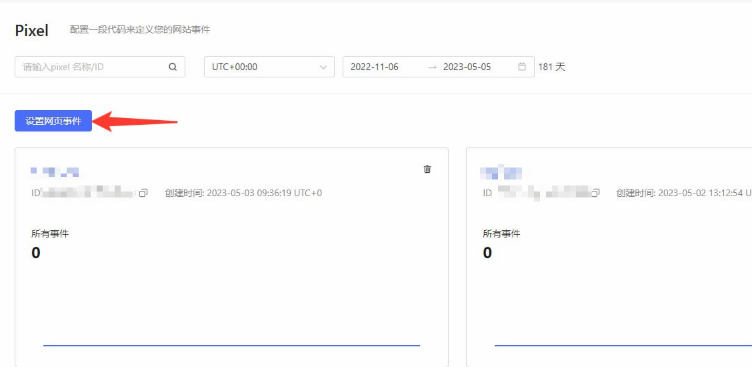 Pixel 配置一段代码来定义您的网站事件
请输入pixel 名称/ID UTC+00:00 2022-11-06 → 2023-05-05 181 天
设置网页事件
ID 创建时间: 2023-05-03 09:36:19 UTC+0 ID 创建时间: 2023-05-02 13:12:54 U
所有事件 所有事件
0 0